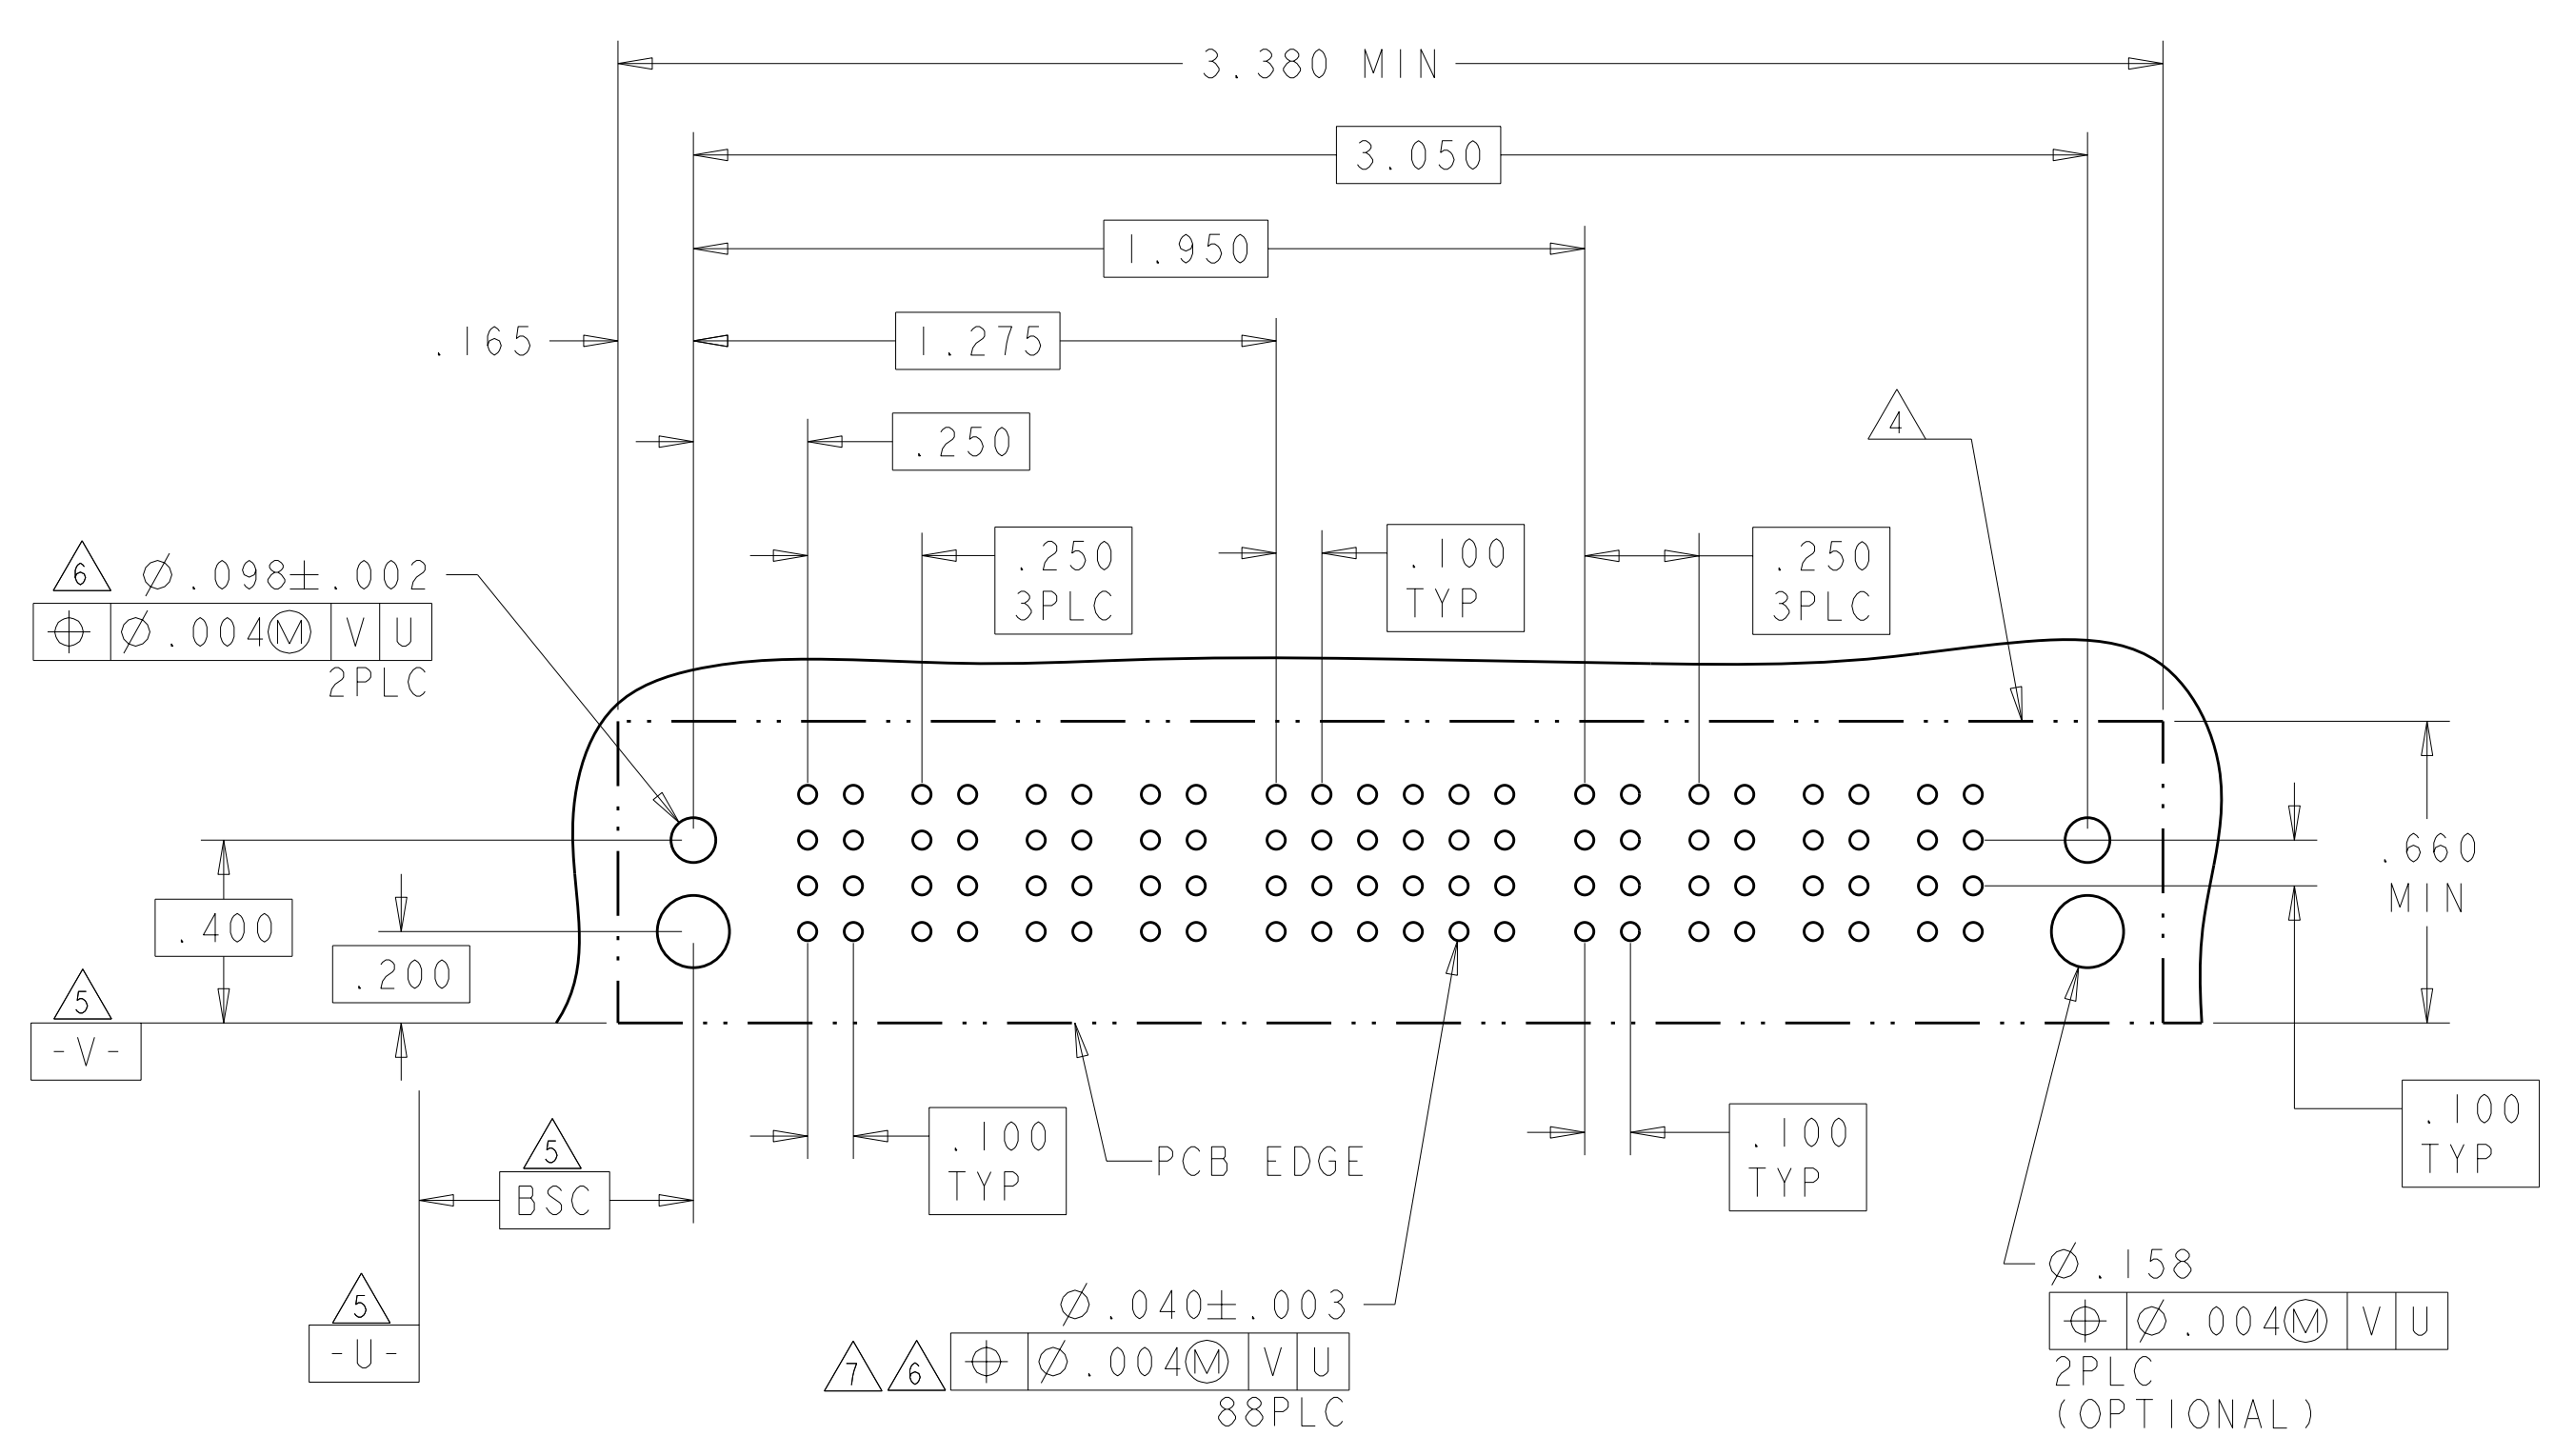 3.380 MIN
3.050
1.950
.165
1.275
.250
4
.250
3PLC
.100
TYP
.250
3PLC
6 Ø.098±.002
⌖ Ø.004Ⓜ V U
2PLC
.660
MIN
.400
.200
5
-V-
.100
TYP
.100
TYP
.100
TYP
PCB EDGE
5
BSC
5
-U-
Ø.158
⌖ Ø.004Ⓜ V U
2PLC
(OPTIONAL)
Ø.040±.003
7 6 ⌖ Ø.004Ⓜ V U
88PLC